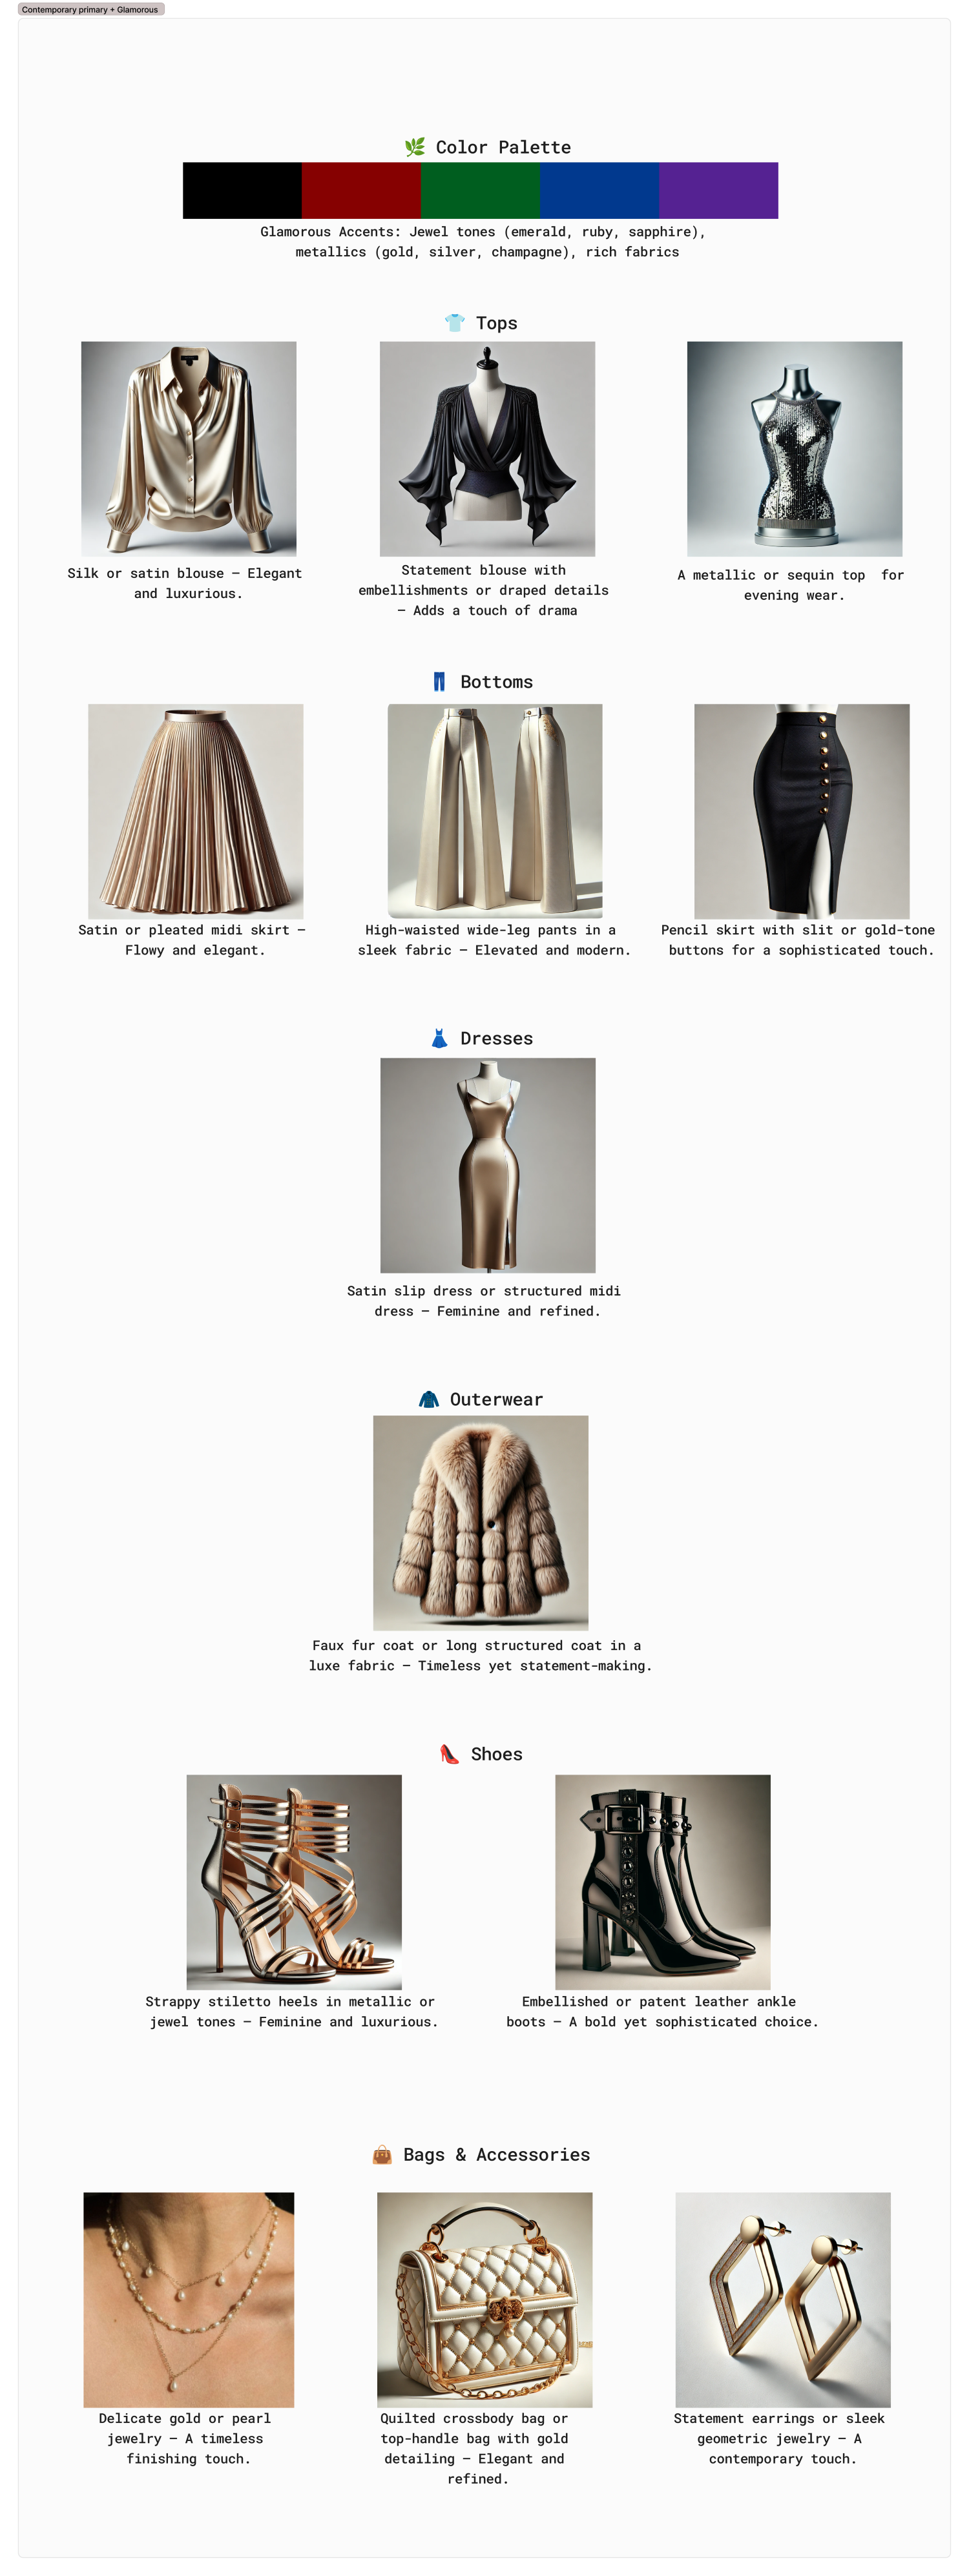 Contemporary primary + Glamorous
🌿 Color Palette
Glamorous Accents: Jewel tones (emerald, ruby, sapphire),
metallics (gold, silver, champagne), rich fabrics
👕 Tops
Silk or satin blouse – Elegant
and luxurious.
Statement blouse with
embellishments or draped details
– Adds a touch of drama
A metallic or sequin top  for
evening wear.
👖 Bottoms
Satin or pleated midi skirt –
Flowy and elegant.
High-waisted wide-leg pants in a
sleek fabric – Elevated and modern.
Pencil skirt with slit or gold-tone
buttons for a sophisticated touch.
👗 Dresses
Satin slip dress or structured midi
dress – Feminine and refined.
🧥 Outerwear
Faux fur coat or long structured coat in a
luxe fabric – Timeless yet statement-making.
👠 Shoes
Strappy stiletto heels in metallic or
jewel tones – Feminine and luxurious.
Embellished or patent leather ankle
boots – A bold yet sophisticated choice.
👜 Bags & Accessories
Delicate gold or pearl
jewelry – A timeless
finishing touch.
Quilted crossbody bag or
top-handle bag with gold
detailing – Elegant and
refined.
Statement earrings or sleek
geometric jewelry – A
contemporary touch.